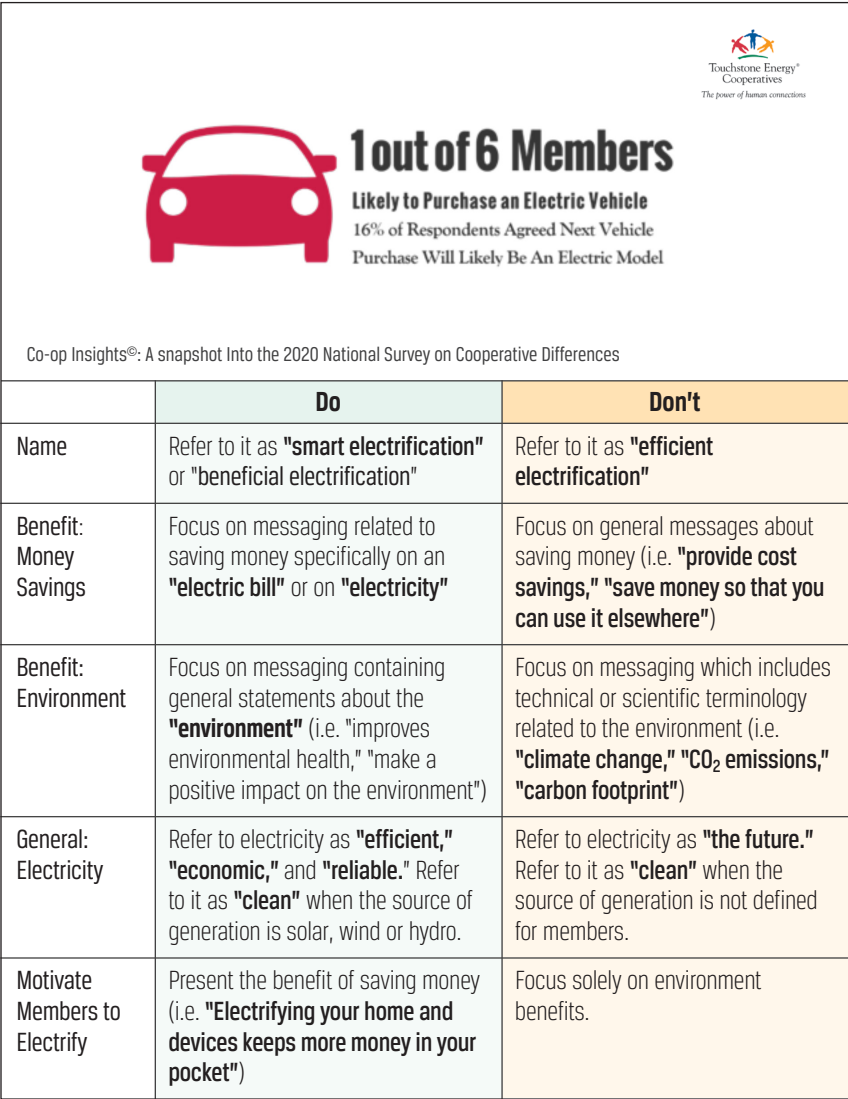 Touchstone Energy®
Cooperatives
The power of human connections
1 out of 6 Members
Likely to Purchase an Electric Vehicle
16% of Respondents Agreed Next Vehicle
Purchase Will Likely Be An Electric Model
Co-op Insights©: A snapshot Into the 2020 National Survey on Cooperative Differences
Do
Don't
Name
Refer to it as "smart electrification"
or "beneficial electrification"
Refer to it as "efficient
electrification"
Benefit:
Money
Savings
Focus on messaging related to
saving money specifically on an
"electric bill" or on "electricity"
Focus on general messages about
saving money (i.e. "provide cost
savings," "save money so that you
can use it elsewhere")
Benefit:
Environment
Focus on messaging containing
general statements about the
"environment" (i.e. "improves
environmental health," "make a
positive impact on the environment")
Focus on messaging which includes
technical or scientific terminology
related to the environment (i.e.
"climate change," "CO₂ emissions,"
"carbon footprint")
General:
Electricity
Refer to electricity as "efficient,"
"economic," and "reliable." Refer
to it as "clean" when the source of
generation is solar, wind or hydro.
Refer to electricity as "the future."
Refer to it as "clean" when the
source of generation is not defined
for members.
Motivate
Members to
Electrify
Present the benefit of saving money
(i.e. "Electrifying your home and
devices keeps more money in your
pocket")
Focus solely on environment
benefits.